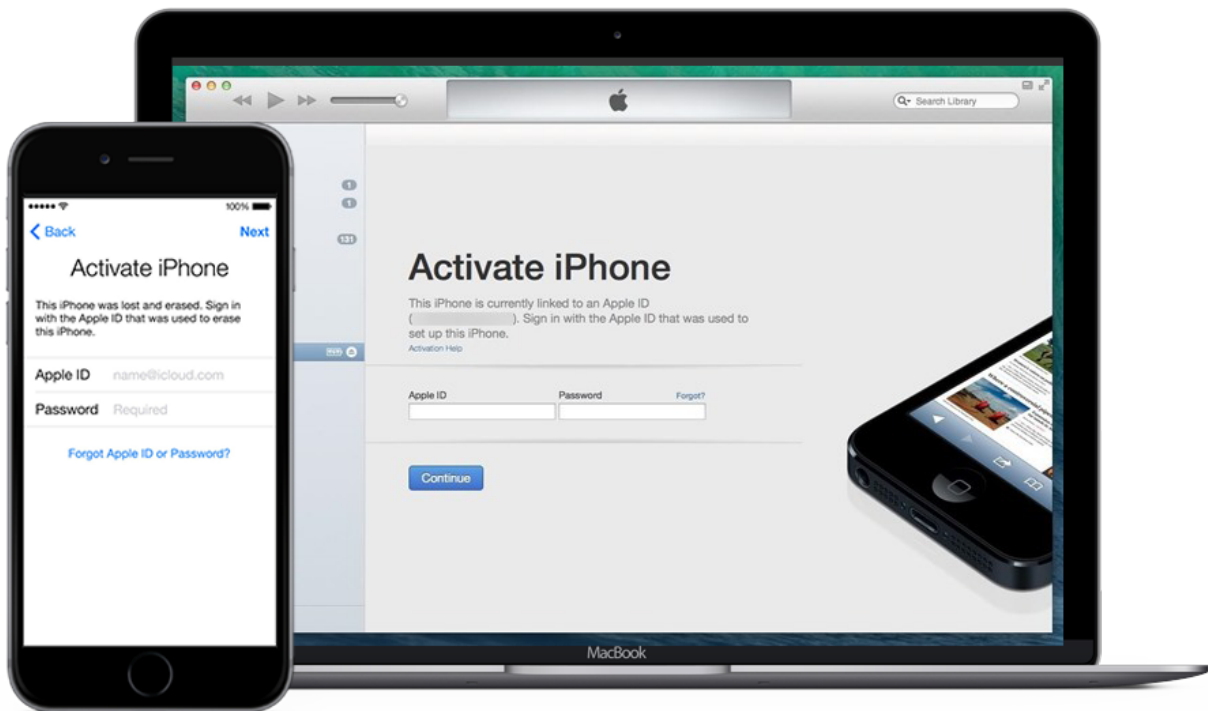 100%
Back
Next
Activate iPhone
This iPhone was lost and erased. Sign in
with the Apple ID that was used to erase
this iPhone.
Apple ID name@icloud.com
Password Required
Forgot Apple ID or Password?
Search Library
1
1
131
Activate iPhone
This iPhone is currently linked to an Apple ID
( ). Sign in with the Apple ID that was used to
set up this iPhone.
Activation Help
Apple ID Password Forgot?
Continue
MacBook